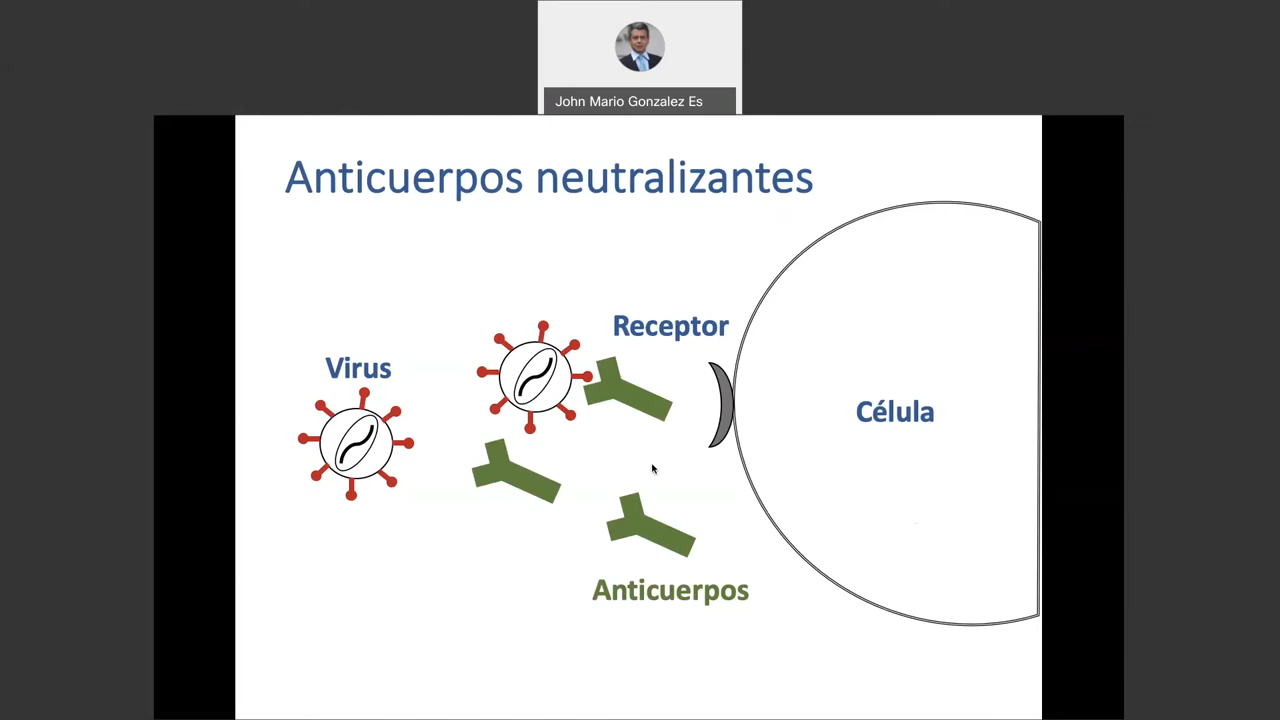 John Mario Gonzalez Es
Anticuerpos neutralizantes
Receptor
Virus
Célula
Anticuerpos